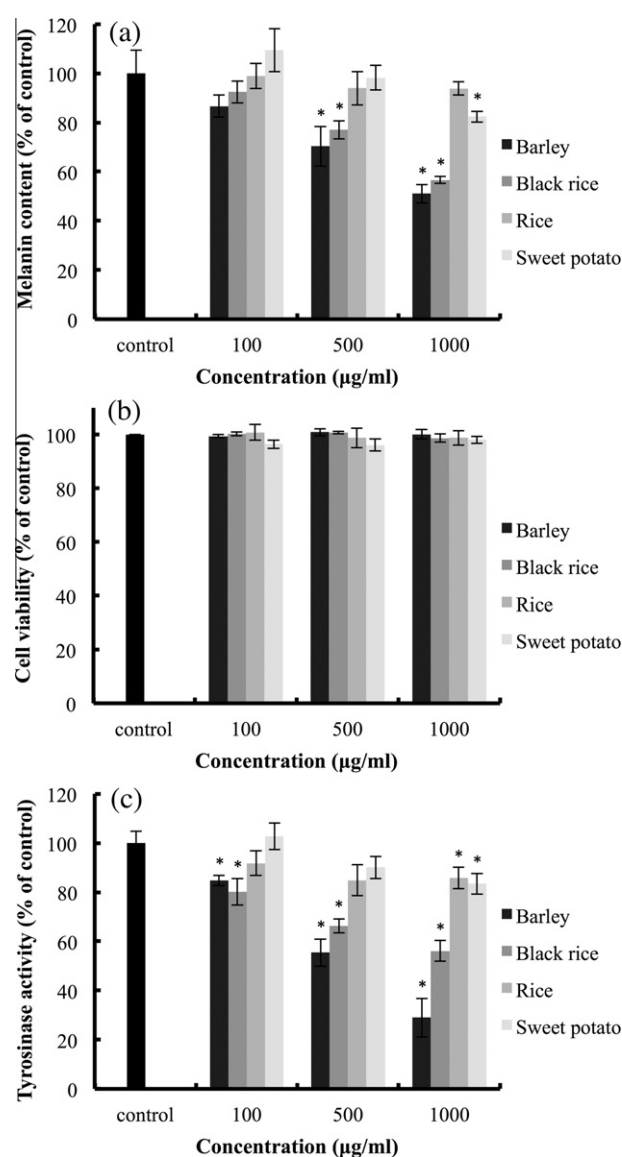 (a)
Melanin content (% of control)
120
100
80
60
40
20
0
* * * * *
control 100 500 1000
Concentration (µg/ml)
Barley
Black rice
Rice
Sweet potato
(b)
Cell viability (% of control)
100
80
60
40
20
0
control 100 500 1000
Concentration (µg/ml)
Barley
Black rice
Rice
Sweet potato
(c)
Tyrosinase activity (% of control)
120
100
80
60
40
20
0
* * * * * * * *
control 100 500 1000
Concentration (µg/ml)
Barley
Black rice
Rice
Sweet potato